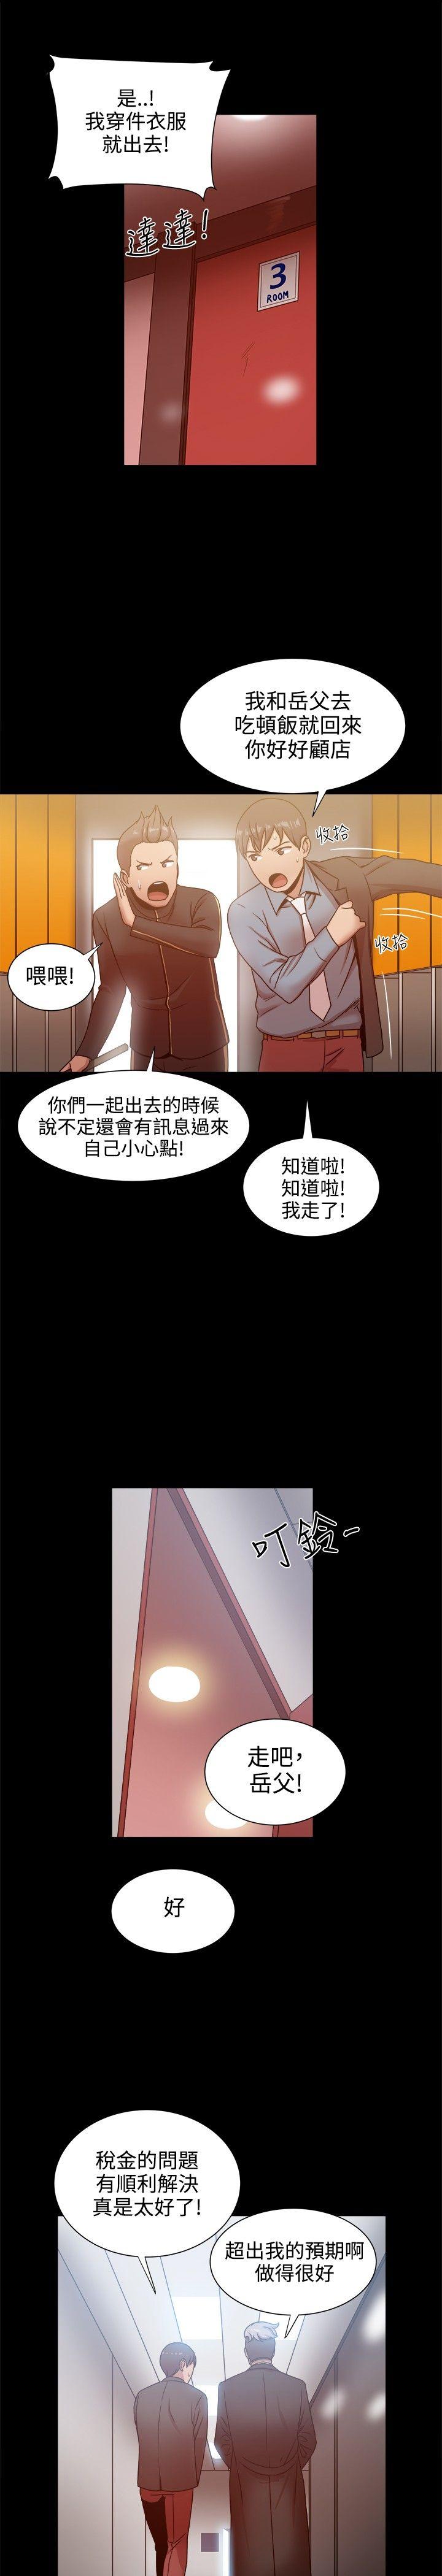 是..!
我穿件衣服
就出去!
達達!
3
ROOM
我和岳父去
吃頓飯就回來
你好好顧店
收拾
收拾
喂喂!
你們一起出去的時候
說不定還會有訊息過來
自己小心點!
知道啦!
知道啦!
我走了!
叮鈴~
走吧,
岳父!
好
稅金的問題
有順利解決
真是太好了!
超出我的預期啊
做得很好